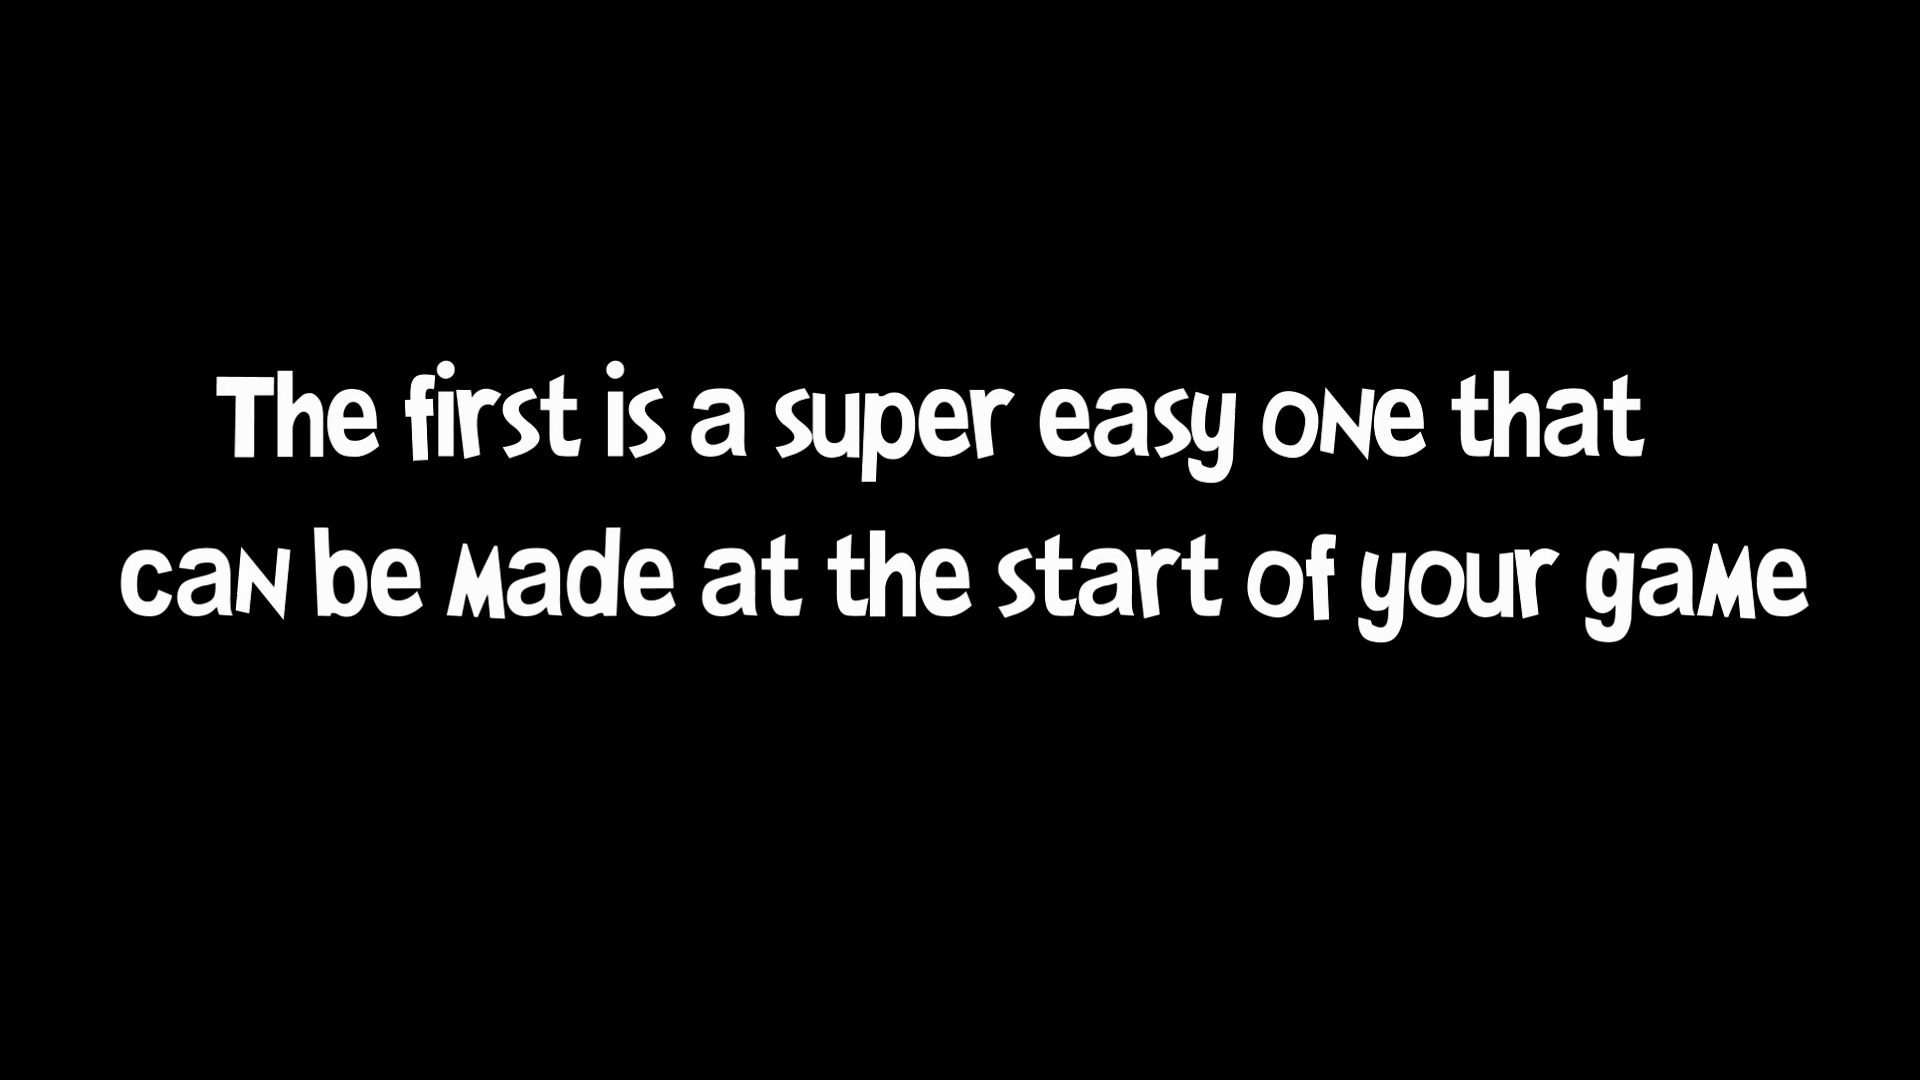 The first is a super easy one that
can be made at the start of your game